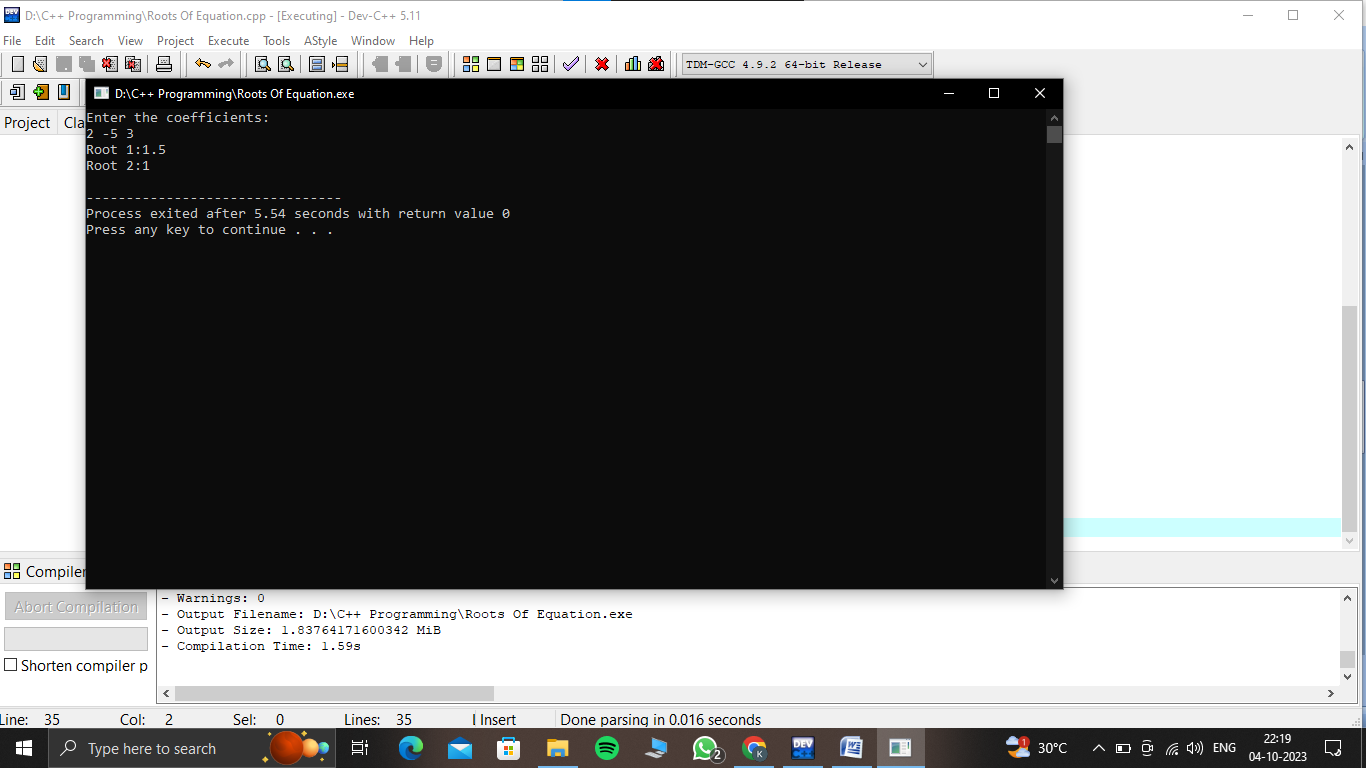 D:\C++ Programming\Roots Of Equation.cpp - [Executing] - Dev-C++ 5.11
File Edit Search View Project Execute Tools AStyle Window Help
TDM-GCC 4.9.2 64-bit Release
Project Cla
D:\C++ Programming\Roots Of Equation.exe
Enter the coefficients:
2 -5 3
Root 1:1.5
Root 2:1
--------------------------------
Process exited after 5.54 seconds with return value 0
Press any key to continue . . .
Compiler
Abort Compilation
Shorten compiler p
- Warnings: 0
- Output Filename: D:\C++ Programming\Roots Of Equation.exe
- Output Size: 1.83764171600342 MiB
- Compilation Time: 1.59s
Line: 35 Col: 2 Sel: 0 Lines: 35 Insert Done parsing in 0.016 seconds
Type here to search
2
K
DEV
1
30°C
ENG
22:19
04-10-2023